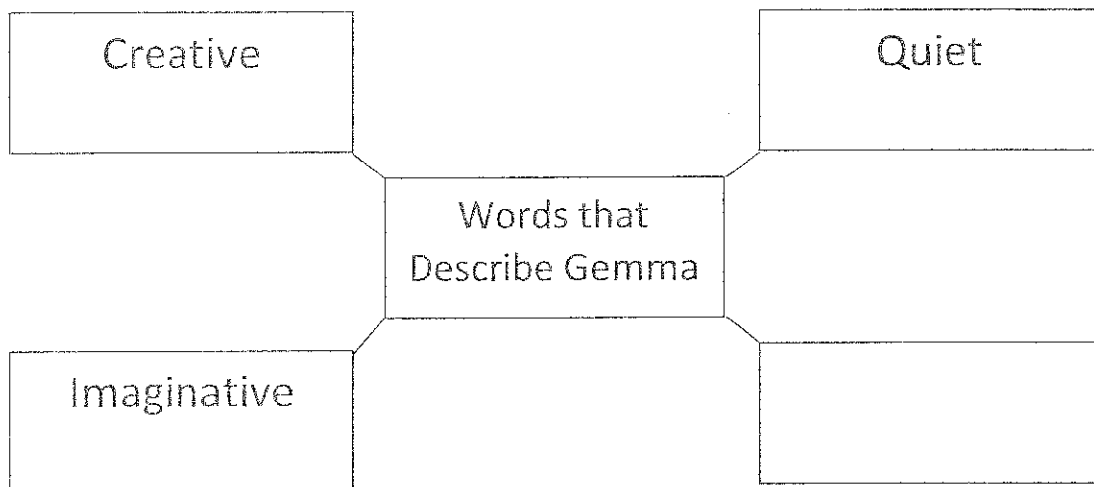 Creative
Quiet
Words that
Describe Gemma
Imaginative